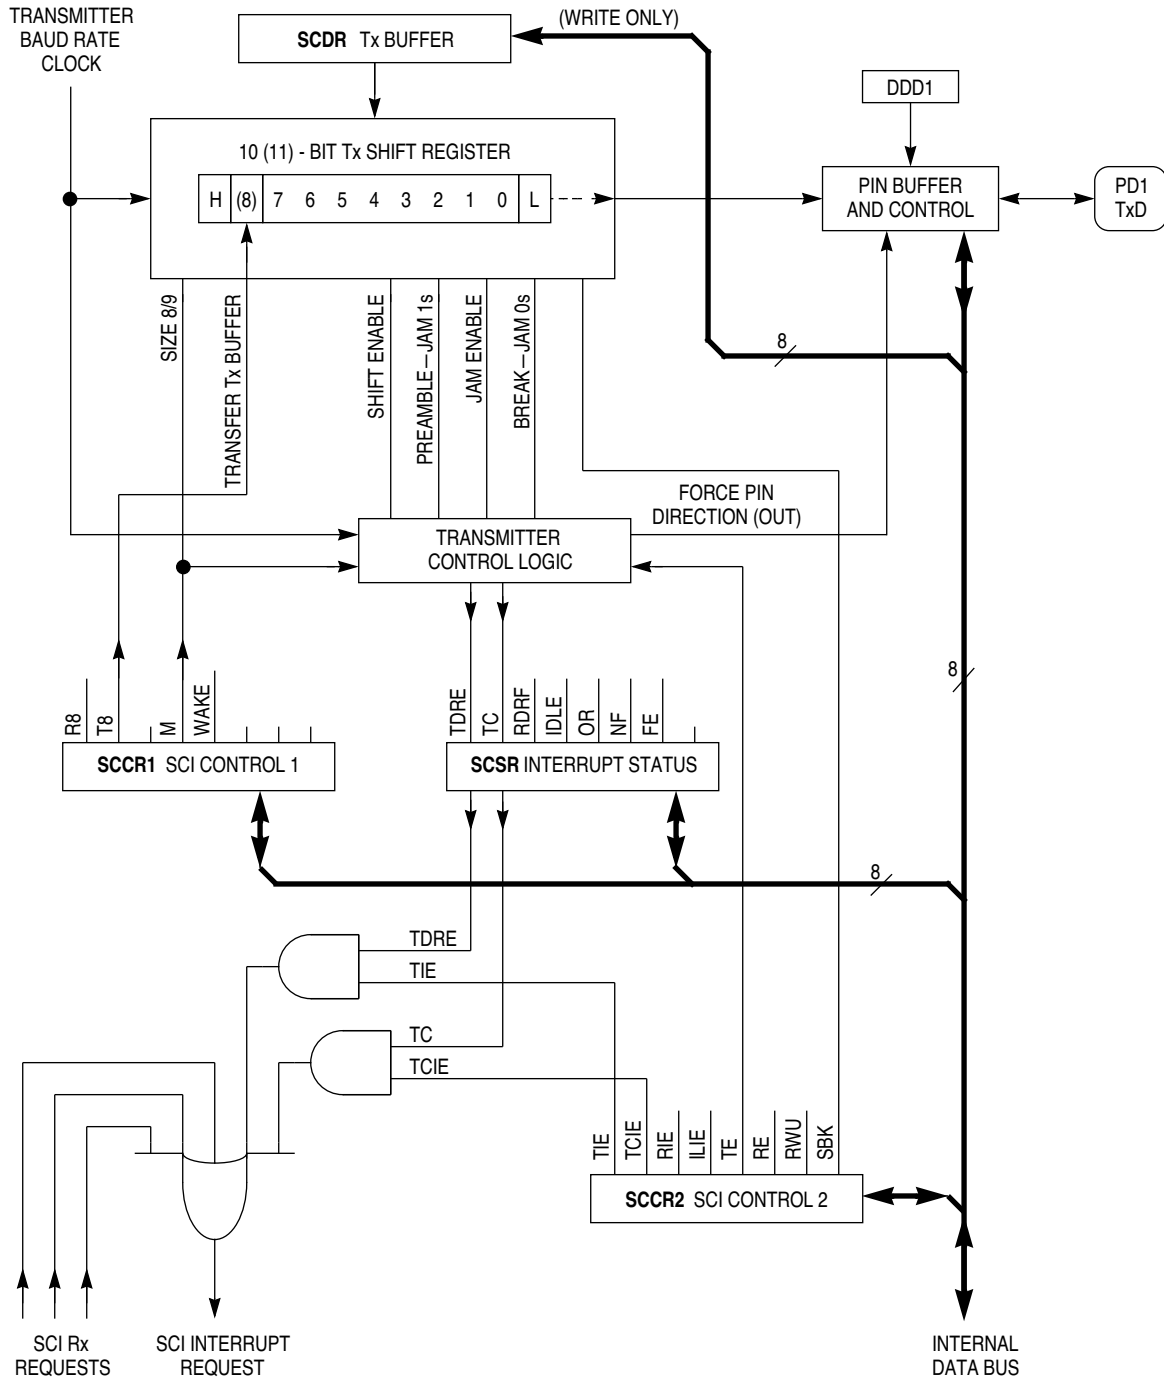 TRANSMITTER
BAUD RATE
CLOCK
SCDR Tx BUFFER
(WRITE ONLY)
DDD1
10 (11) - BIT Tx SHIFT REGISTER
H (8) 7 6 5 4 3 2 1 0 L
PIN BUFFER
AND CONTROL
PD1
TxD
SIZE 8/9
TRANSFER Tx BUFFER
SHIFT ENABLE
PREAMBLE—JAM 1s
JAM ENABLE
BREAK—JAM 0s
8
FORCE PIN
DIRECTION (OUT)
TRANSMITTER
CONTROL LOGIC
8
R8
T8
M
WAKE
TDRE
TC
RDRF
IDLE
OR
NF
FE
SCCR1 SCI CONTROL 1
SCSR INTERRUPT STATUS
8
TDRE
TIE
TC
TCIE
TIE
TCIE
RIE
ILIE
TE
RE
RWU
SBK
SCCR2 SCI CONTROL 2
SCI Rx
REQUESTS
SCI INTERRUPT
REQUEST
INTERNAL
DATA BUS